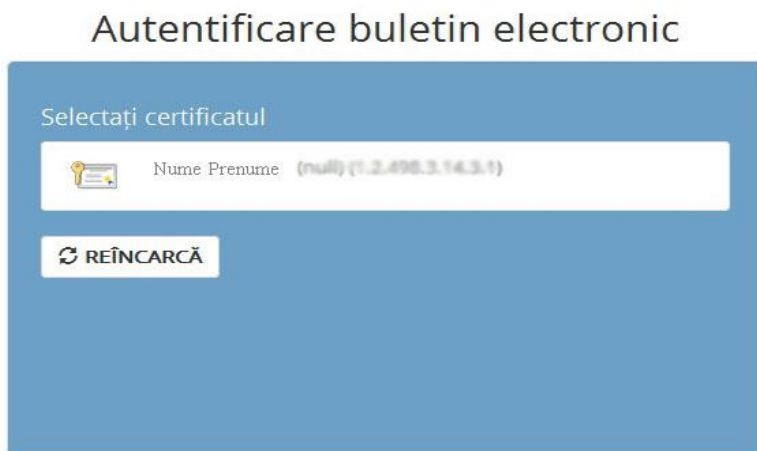 Autentificare buletin electronic
Selectați certificatul
Nume Prenume (null) (1.2.498.3.14.3.1)
REÎNCARCĂ